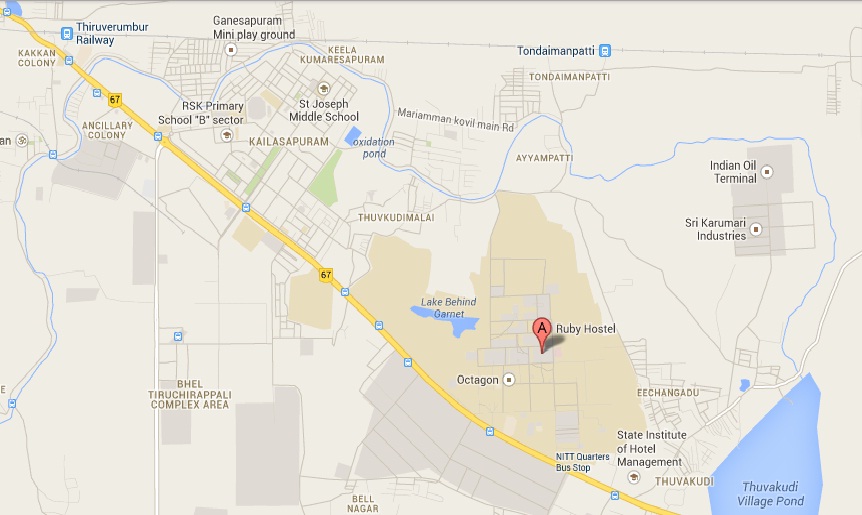 Thiruverumbur
Railway
Ganesapuram
Mini play ground
KAKKAN
COLONY
KEELA
KUMARESAPURAM
Tondaimanpatti
TONDAIMANPATTI
67
RSK Primary
School "B" sector
St Joseph
Middle School
Mariamman kovil main Rd
ANCILLARY
COLONY
an
KAILASAPURAM
oxidation
pond
AYYAMPATTI
Indian Oil
Terminal
THUVKUDIMALAI
Sri Karumari
Industries
67
Lake Behind
Garnet
A
Ruby Hostel
Octagon
BHEL
TIRUCHIRAPPALI
COMPLEX AREA
E
EECHANGADU
State Institute
of Hotel
Management
NITT Quarters
Bus Stop
THUVAKUDI
Thuvakudi
Village Pond
BELL
NAGAR